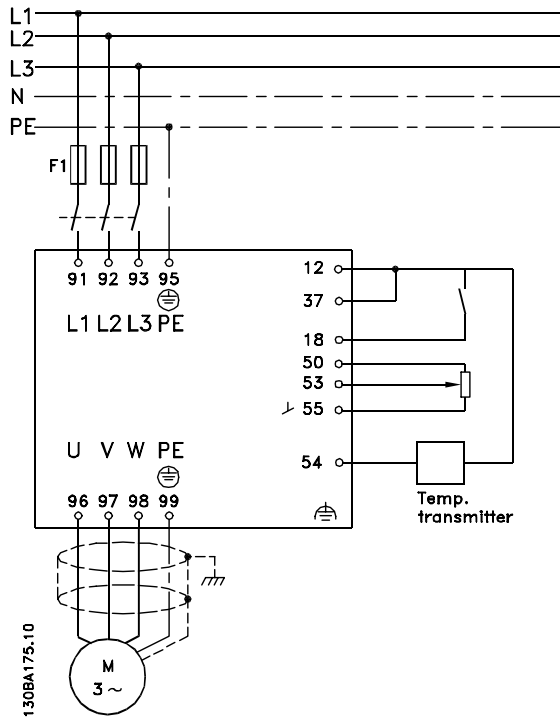 L1
L2
L3
N
PE
F1
91 92 93 95
L1 L2 L3 PE
12
37
18
50
53
55
54
U V W PE
96 97 98 99
Temp.
transmitter
M
3 ~
130BA175.10